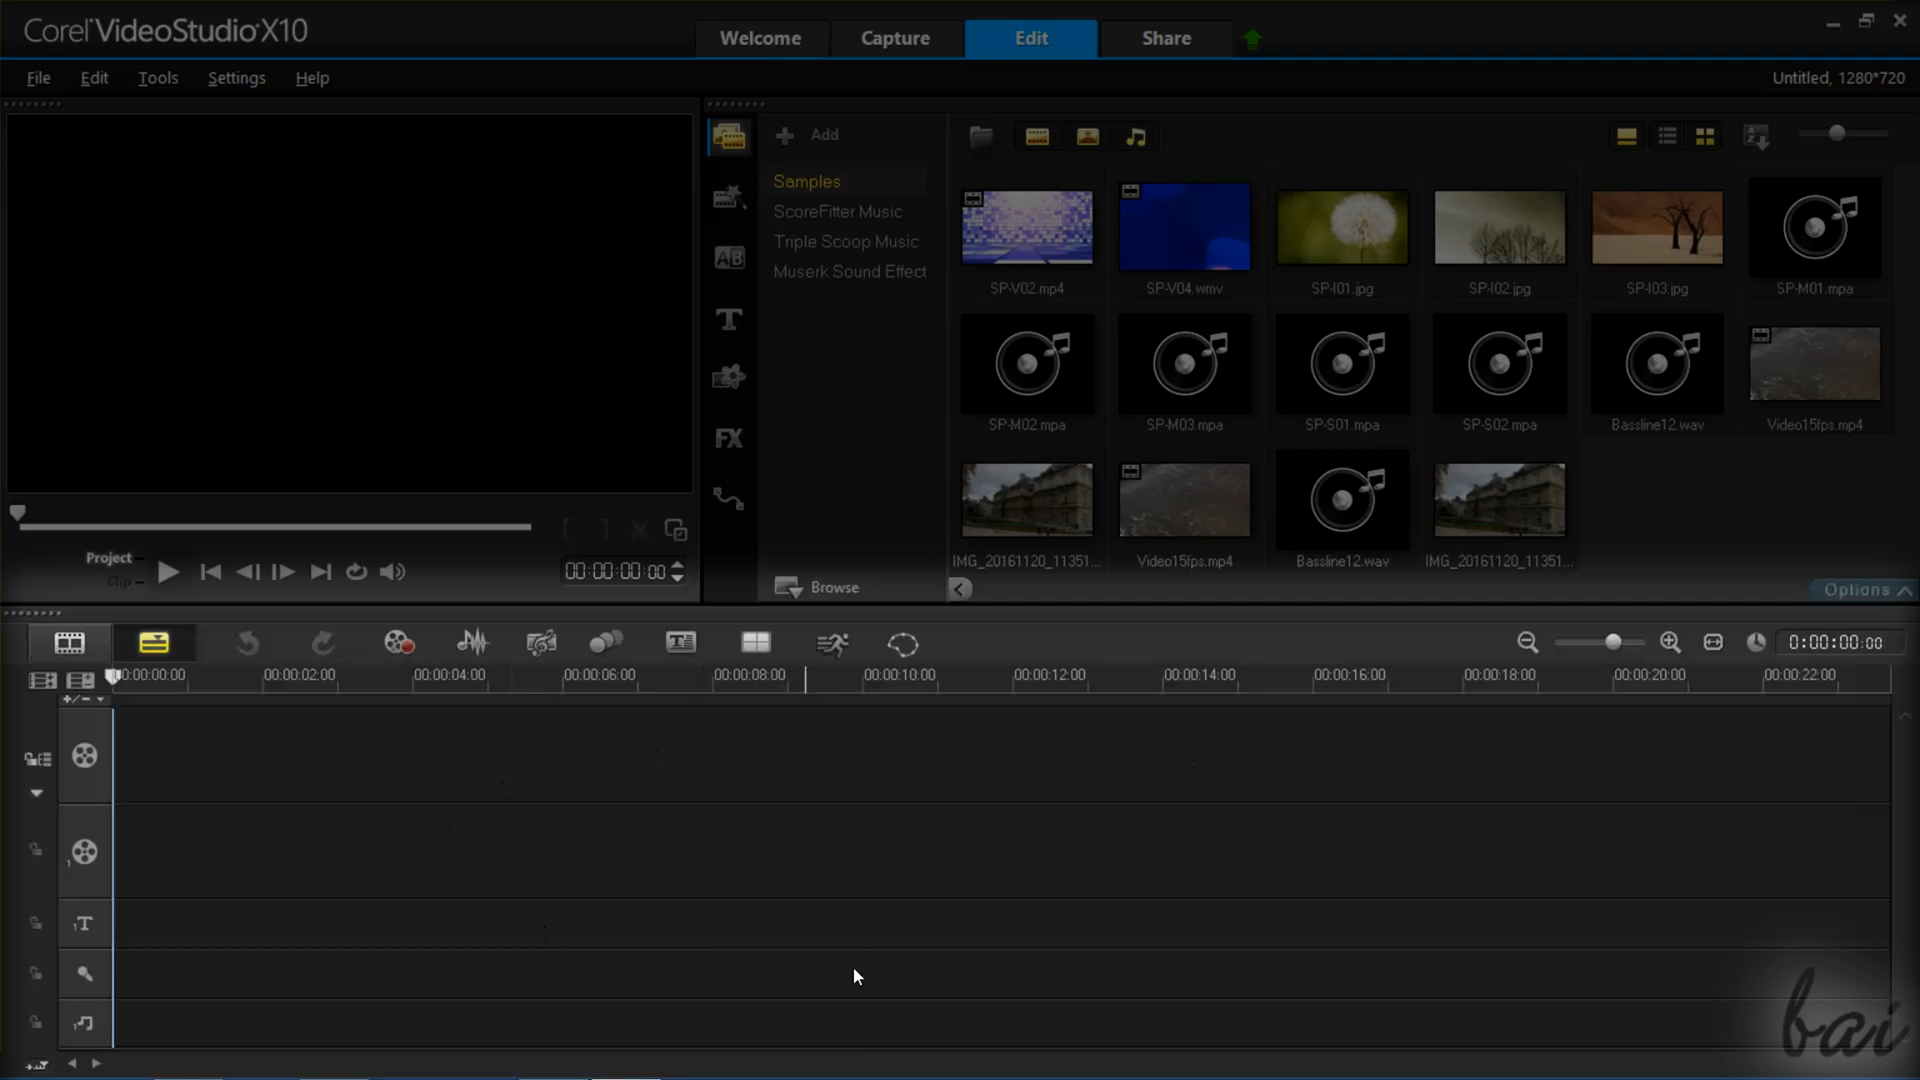 Corel VideoStudio X10
Welcome Capture Edit Share
File Edit Tools Settings Help
Untitled, 1280*720
Add
Samples
ScoreFitter Music
Triple Scoop Music
Muserk Sound Effect
Browse
SP-V02.mp4 SP-V04.wmv SP-I01.jpg SP-I02.jpg SP-I03.jpg SP-M01.mpa
SP-M02.mpa SP-M03.mpa SP-S01.mpa SP-S02.mpa Bassline12.wav Video15fps.mp4
IMG_20161120_11351... Video15fps.mp4 Bassline12.wav IMG_20161120_11351...
AB
T
FX
Project
Clip
00:00:00:00
Options
0:00:00:00
00:00:00:00 00:00:02:00 00:00:04:00 00:00:06:00 00:00:08:00 00:00:10:00 00:00:12:00 00:00:14:00 00:00:16:00 00:00:18:00 00:00:20:00 00:00:22:00
1
1T
1
bai